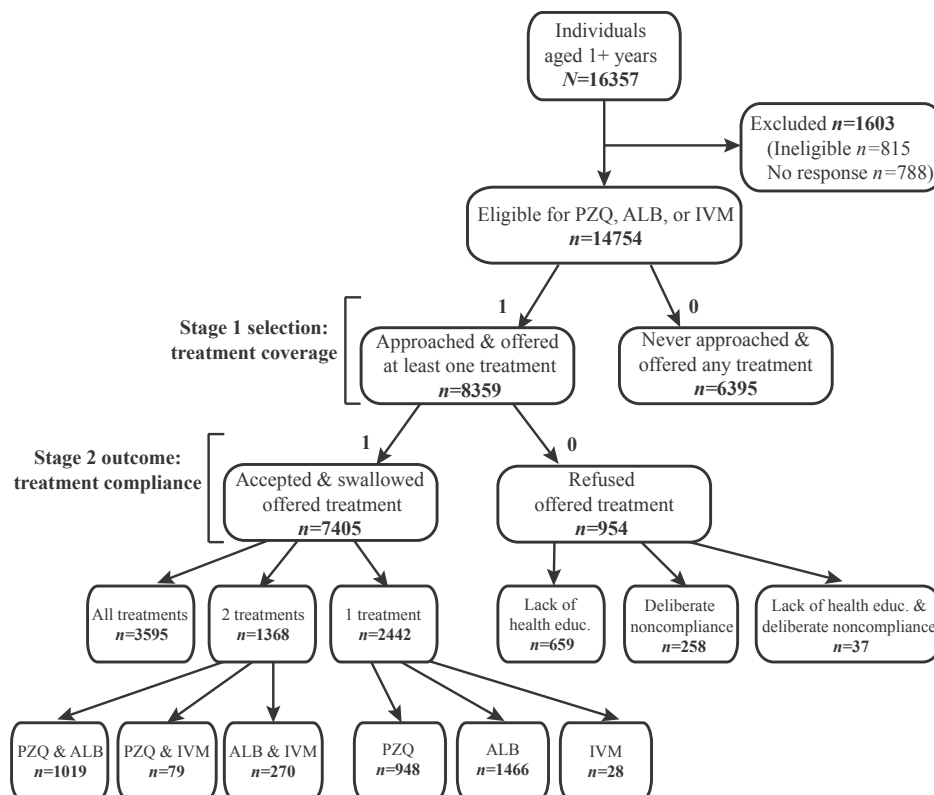 Individuals
aged 1+ years
N=16357
Excluded n=1603
(Ineligible n=815
No response n=788)
Eligible for PZQ, ALB, or IVM
n=14754
1
0
Stage 1 selection:
treatment coverage
Approached & offered
at least one treatment
n=8359
Never approached &
offered any treatment
n=6395
1
0
Stage 2 outcome:
treatment compliance
Accepted & swallowed
offered treatment
n=7405
Refused
offered treatment
n=954
All treatments
n=3595
2 treatments
n=1368
1 treatment
n=2442
Lack of
health educ.
n=659
Deliberate
noncompliance
n=258
Lack of health educ. &
deliberate noncompliance
n=37
PZQ & ALB
n=1019
PZQ & IVM
n=79
ALB & IVM
n=270
PZQ
n=948
ALB
n=1466
IVM
n=28